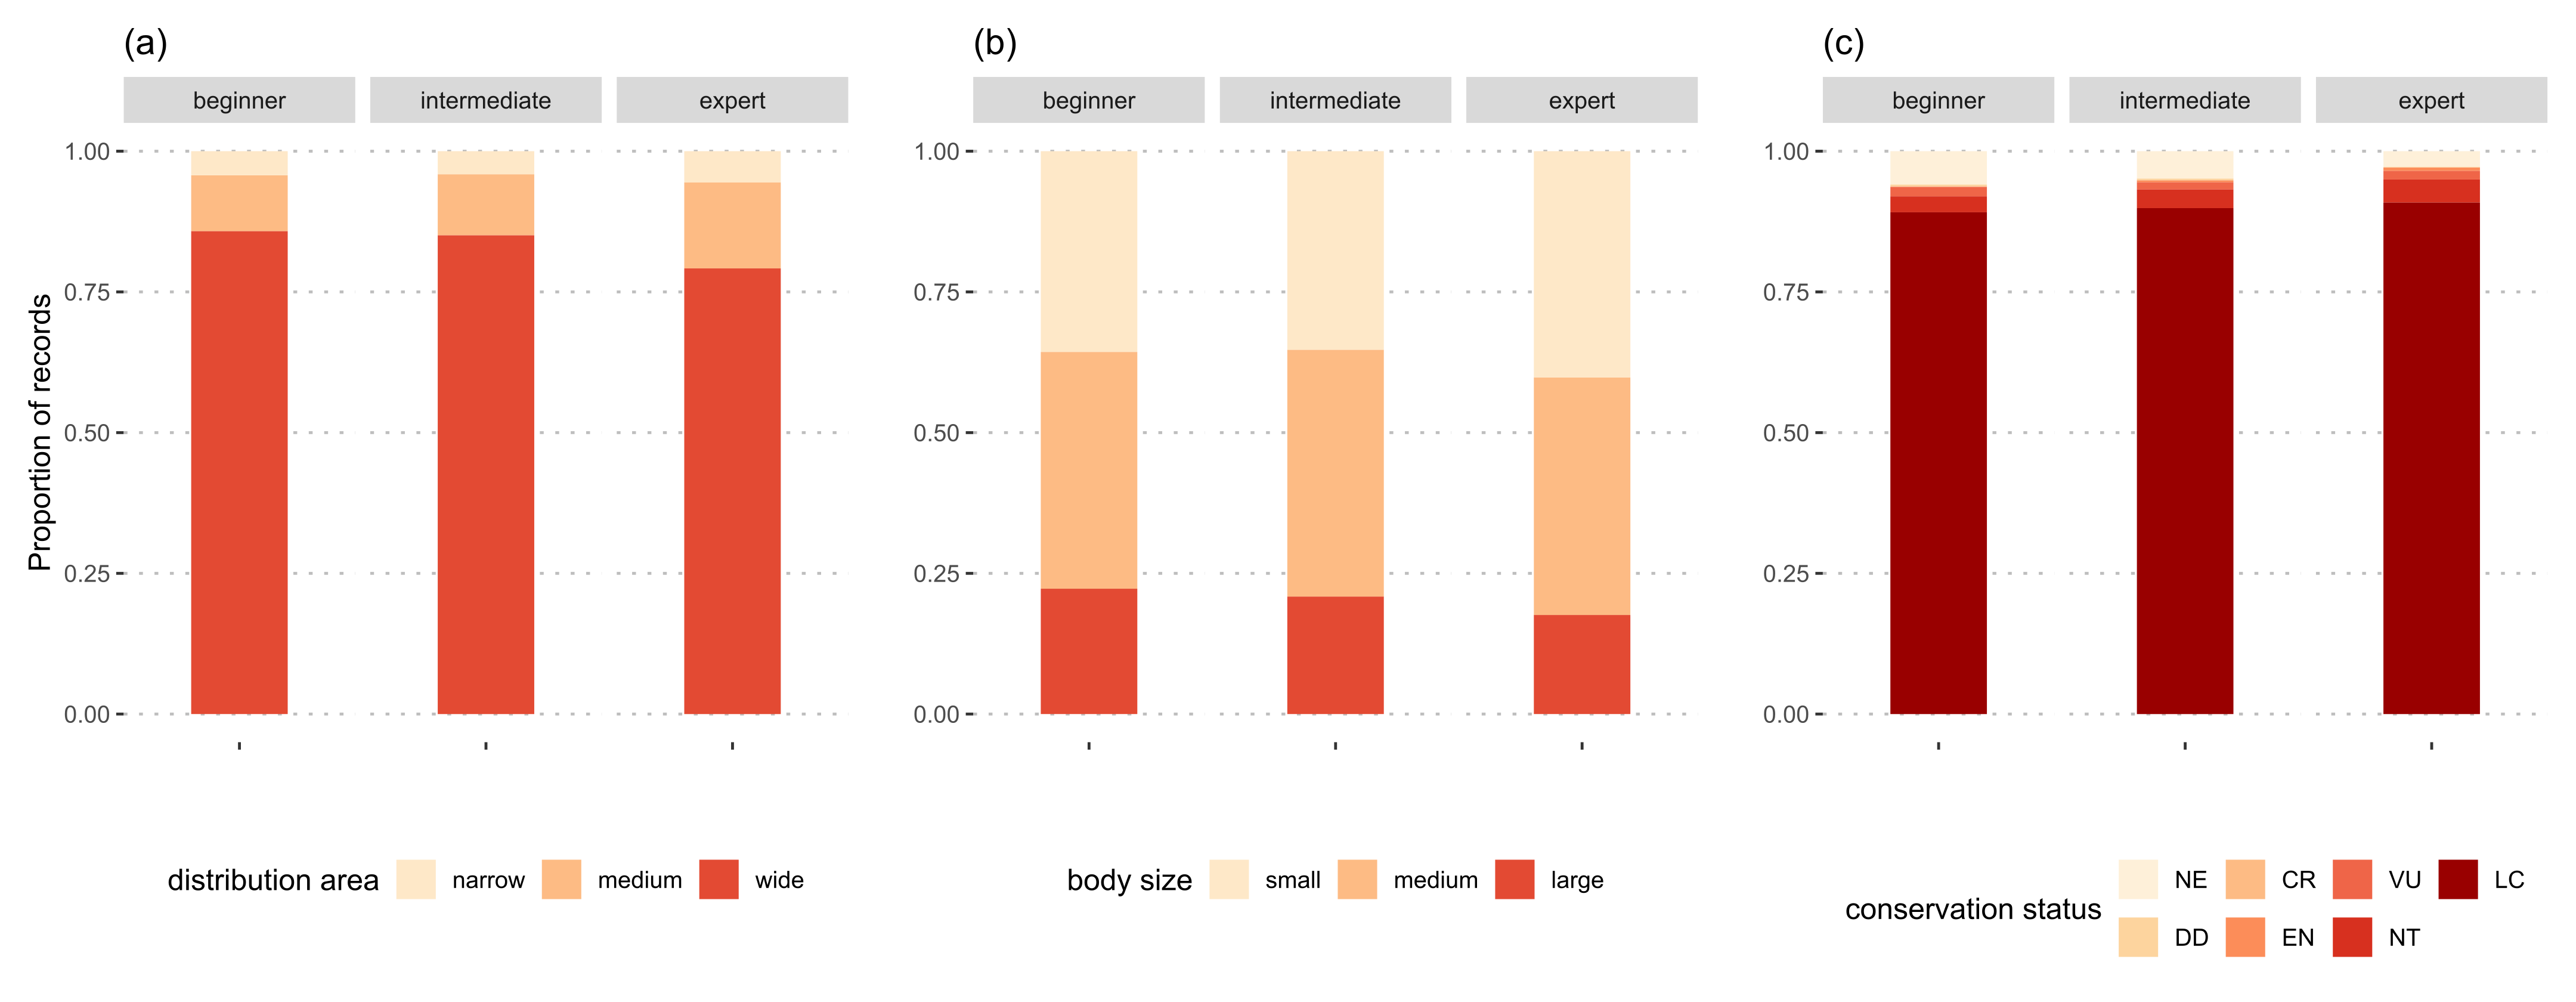 (a) (b) (c)
beginner intermediate expert beginner intermediate expert beginner intermediate expert
1.00 1.00 1.00
0.75 0.75 0.75
0.50 0.50 0.50
0.25 0.25 0.25
0.00 0.00 0.00
Proportion of records
distribution area narrow medium wide
body size small medium large
conservation status
NE CR VU LC
DD EN NT